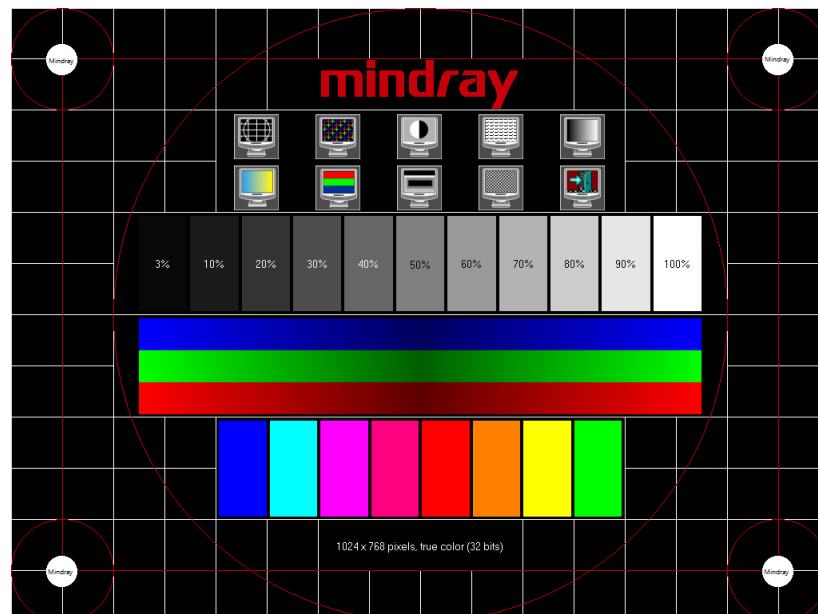 Mindray
Mindray
mindray
3% 10% 20% 30% 40% 50% 60% 70% 80% 90% 100%
1024 x 768 pixels, true color (32 bits)
Mindray
Mindray